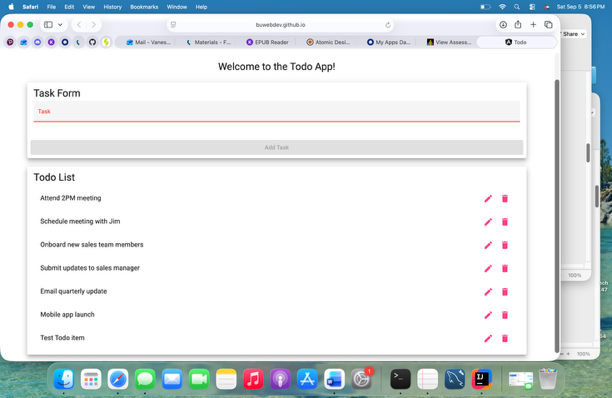 Safari File Edit View History Bookmarks Window Help
Sat Sep 5 8:56 PM
buwebdev.github.io
Share
Mail – Vanes...
Materials – F...
EPUB Reader
Atomic Desi...
My Apps Da...
View Assess...
Todo
Welcome to the Todo App!
Task Form
Task
Add Task
Todo List
Attend 2PM meeting
Schedule meeting with Jim
Onboard new sales team members
Submit updates to sales manager
Email quarterly update
Mobile app launch
Test Todo item
100%
100%
1